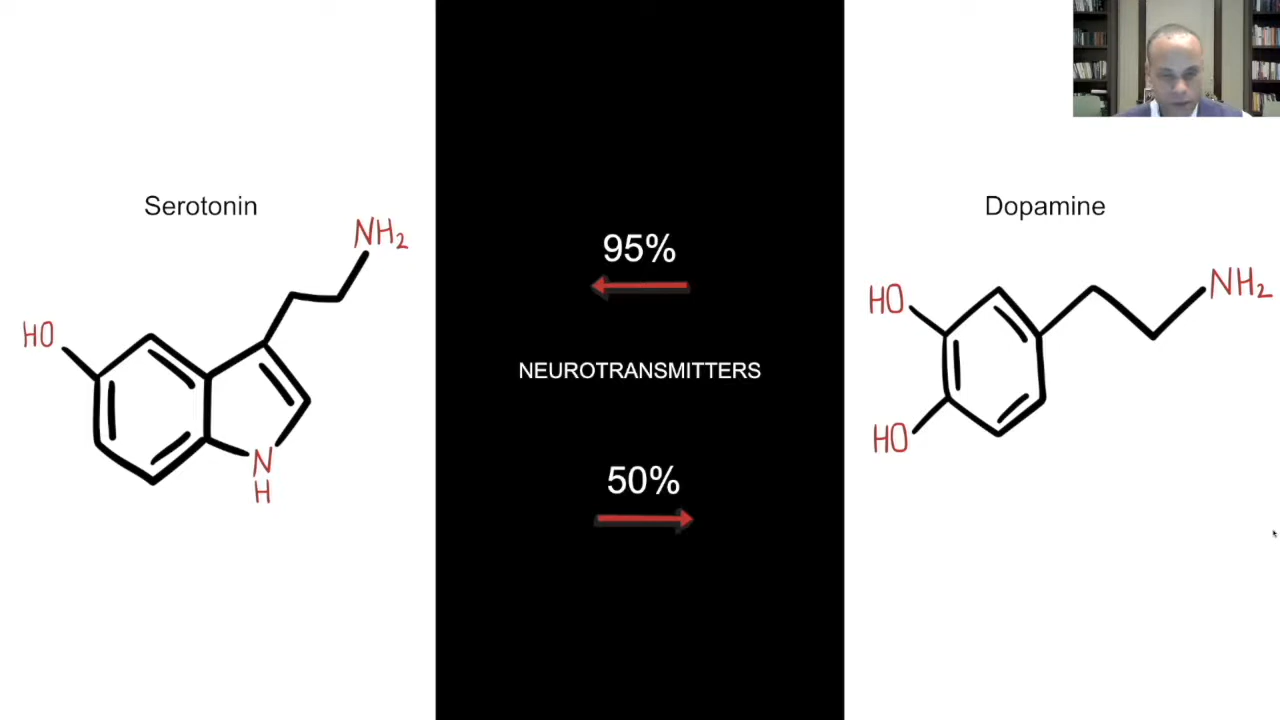 Serotonin
NH2
HO
N
H
95%
NEUROTRANSMITTERS
50%
Dopamine
HO
NH2
HO